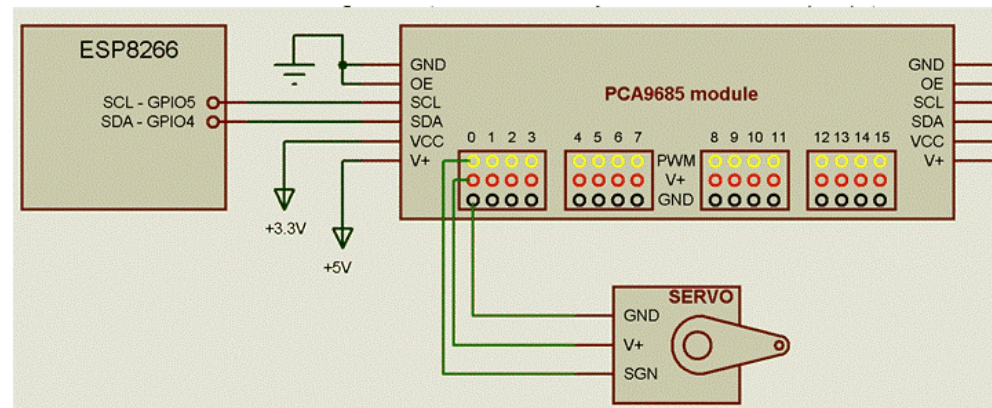 ESP8266
SCL - GPIO5
SDA - GPIO4
+3.3V
+5V
GND
OE
SCL
SDA
VCC
V+
PCA9685 module
GND
OE
SCL
SDA
VCC
V+
0 1 2 3 4 5 6 7 8 9 10 11 12 13 14 15
PWM
V+
GND
SERVO
GND
V+
SGN